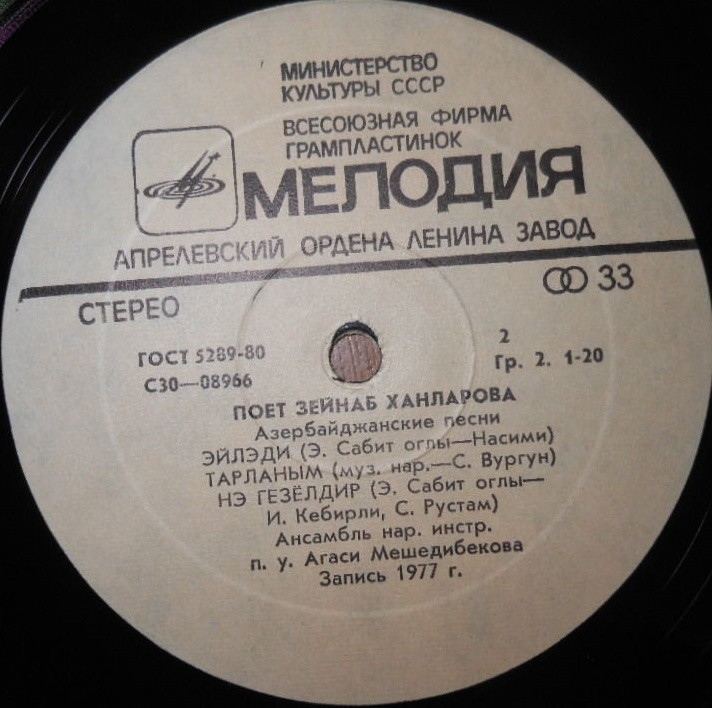 МИНИСТЕРСТВО
КУЛЬТУРЫ СССР
ВСЕСОЮЗНАЯ ФИРМА
ГРАМПЛАСТИНОК
МЕЛОДИЯ
АПРЕЛЕВСКИЙ ОРДЕНА ЛЕНИНА ЗАВОД
СТЕРЕО
33
ГОСТ 5289-80
С30—08966
2
Гр. 2. 1-20
ПОЕТ ЗЕЙНАБ ХАНЛАРОВА
Азербайджанские песни
ЭЙЛЭДИ (Э. Сабит оглы—Насими)
ТАРЛАНЫМ (муз. нар.—С. Вургун)
НЭ ГЕЗЁЛДИР (Э. Сабит оглы—
И. Кебирли, С. Рустам)
Ансамбль нар. инстр.
п. у. Агаси Мешедибекова
Запись 1977 г.